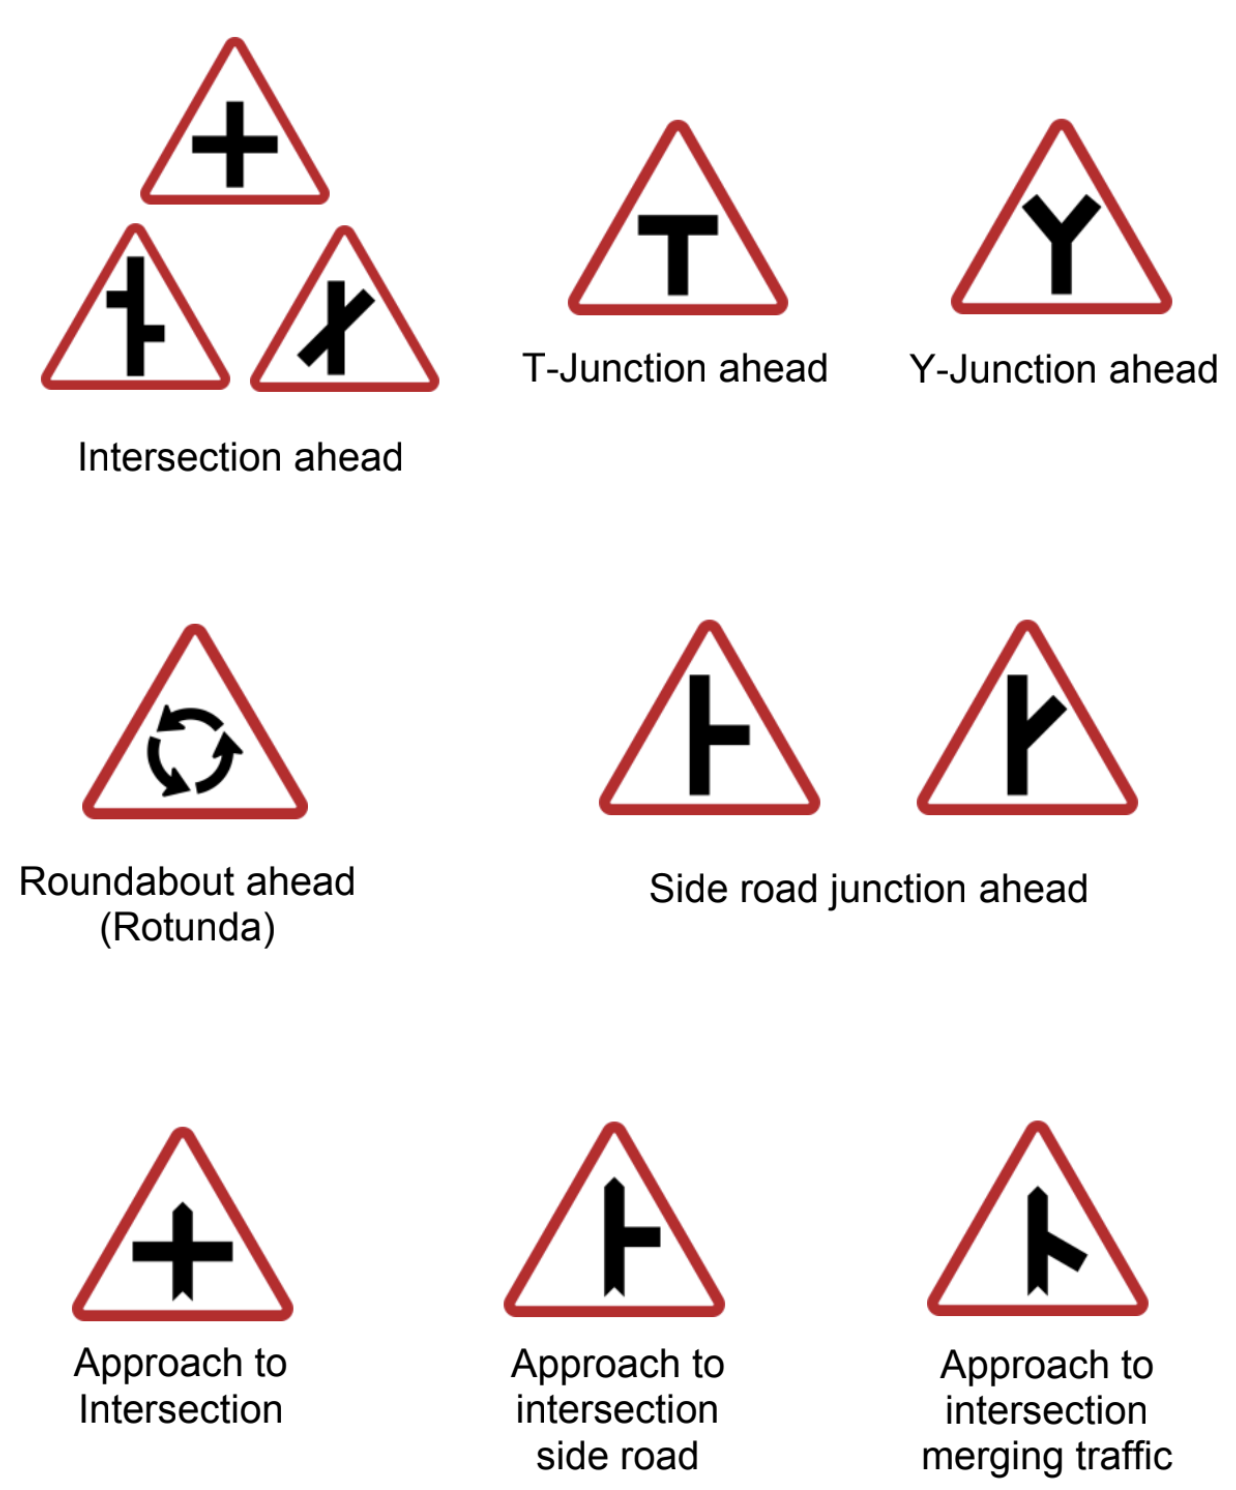 T-Junction ahead
Y-Junction ahead
Intersection ahead
Roundabout ahead
(Rotunda)
Side road junction ahead
Approach to
Intersection
Approach to
intersection
side road
Approach to
intersection
merging traffic